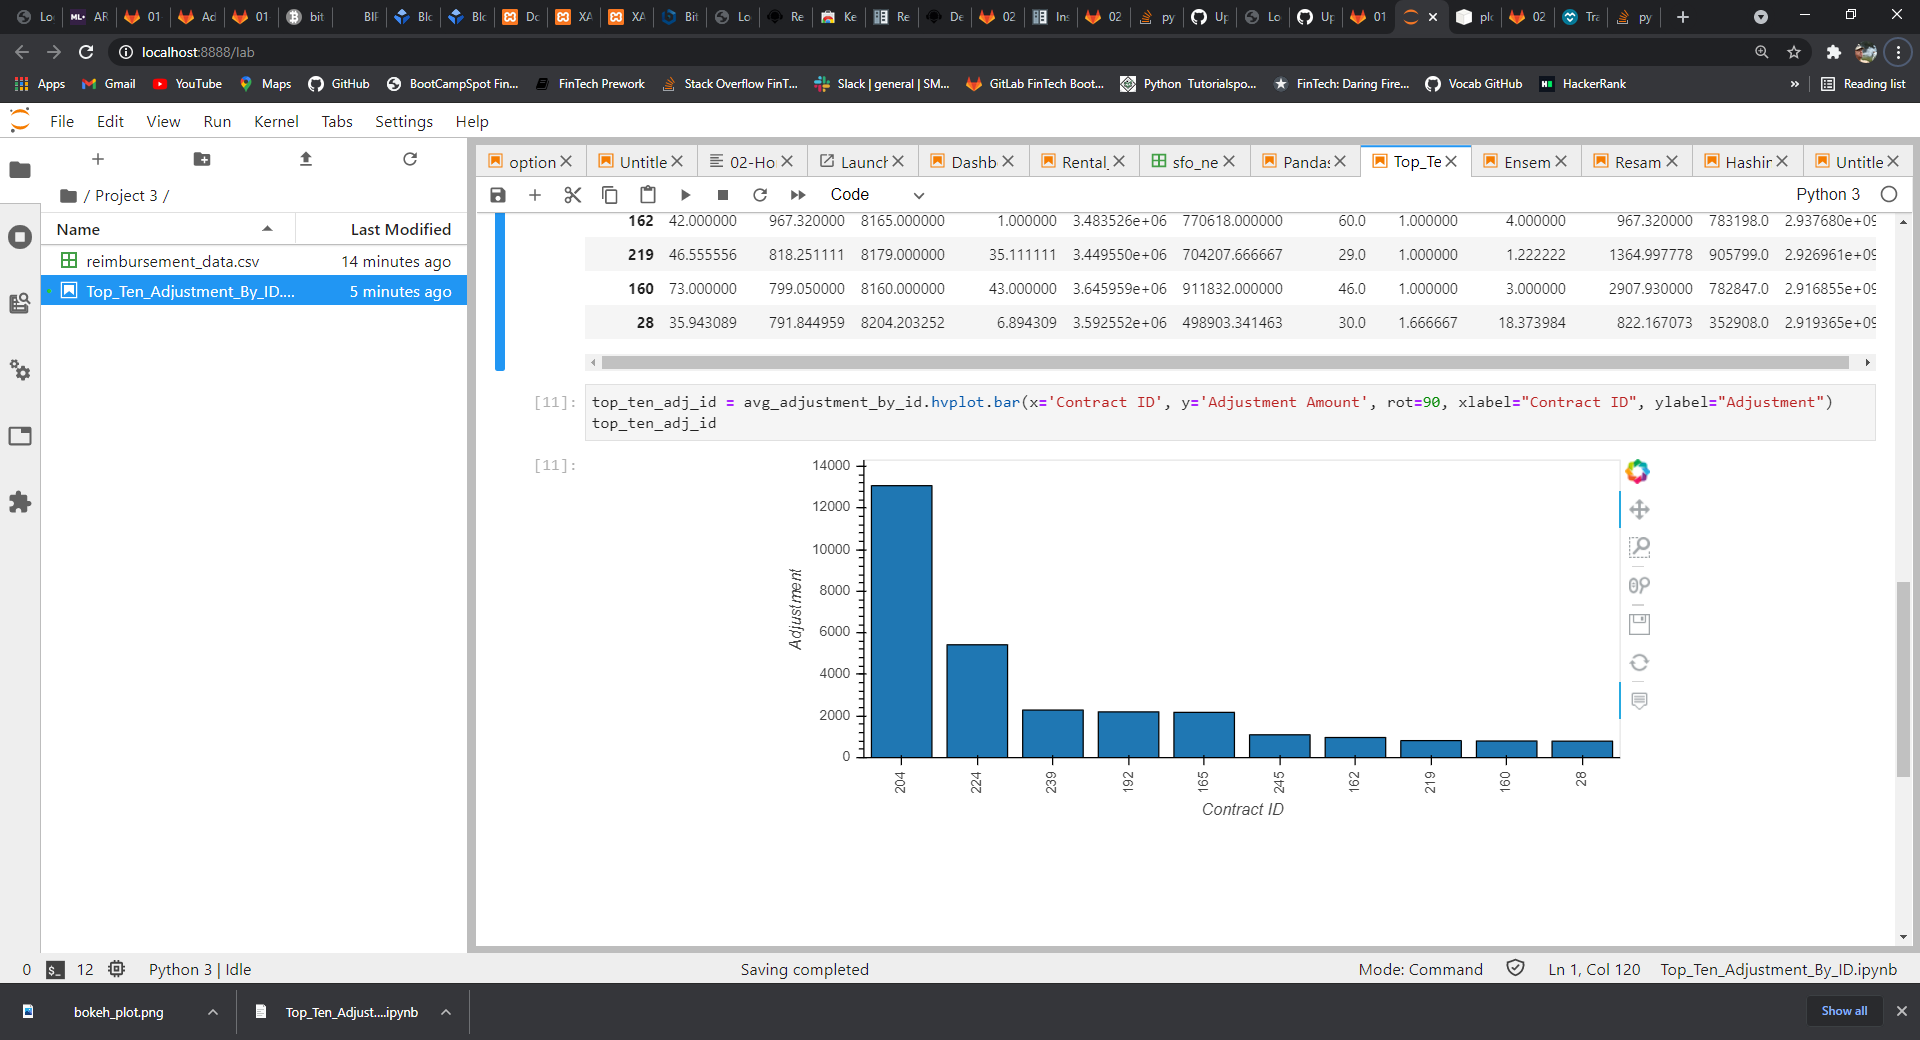 Lo
ML+ AR
01
Ad
01
bit
BIF
Blo
Blo
Do
XA
XA
Bit
Lo
Re
Ke
Re
De
02
Ins
02
py
Up
Lo
Up
01
plo
02
Tra
py
localhost:8888/lab
Apps
Gmail
YouTube
Maps
GitHub
BootCampSpot Fin...
FinTech Prework
Stack Overflow FinT...
Slack | general | SM...
GitLab FinTech Boot...
Python Tutorialspo...
FinTech: Daring Fire...
Vocab GitHub
HackerRank
»
Reading list
File Edit View Run Kernel Tabs Settings Help
/ Project 3 /
Name Last Modified
reimbursement_data.csv 14 minutes ago
Top_Ten_Adjustment_By_ID.... 5 minutes ago
option
Untitle
02-Ho
Launch
Dashb
Rental_
sfo_ne
Pandas
Top_Te
Ensem
Resam
Hashin
Untitle
Code
Python 3
162 42.000000 967.320000 8165.000000 1.000000 3.483526e+06 770618.000000 60.0 1.000000 4.000000 967.320000 783198.0 2.937680e+09
219 46.555556 818.251111 8179.000000 35.111111 3.449550e+06 704207.666667 29.0 1.000000 1.222222 1364.997778 905799.0 2.926961e+09
160 73.000000 799.050000 8160.000000 43.000000 3.645959e+06 911832.000000 46.0 1.000000 3.000000 2907.930000 782847.0 2.916855e+09
28 35.943089 791.844959 8204.203252 6.894309 3.592552e+06 498903.341463 30.0 1.666667 18.373984 822.167073 352908.0 2.919365e+09
[11]: top_ten_adj_id = avg_adjustment_by_id.hvplot.bar(x='Contract ID', y='Adjustment Amount', rot=90, xlabel="Contract ID", ylabel="Adjustment")
top_ten_adj_id
[11]:
14000
12000
10000
8000
6000
4000
2000
0
Adjustment
204 224 239 192 165 245 162 219 160 28
Contract ID
0 $_ 12 Python 3 | Idle Saving completed Mode: Command Ln 1, Col 120 Top_Ten_Adjustment_By_ID.ipynb
bokeh_plot.png
Top_Ten_Adjust....ipynb
Show all